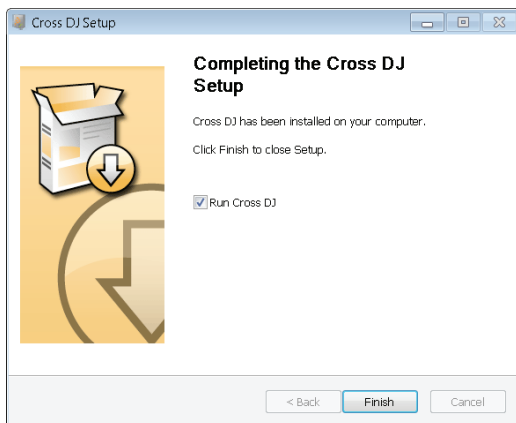 Cross DJ Setup
Completing the Cross DJ
Setup
Cross DJ has been installed on your computer.
Click Finish to close Setup.
Run Cross DJ
< Back
Finish
Cancel